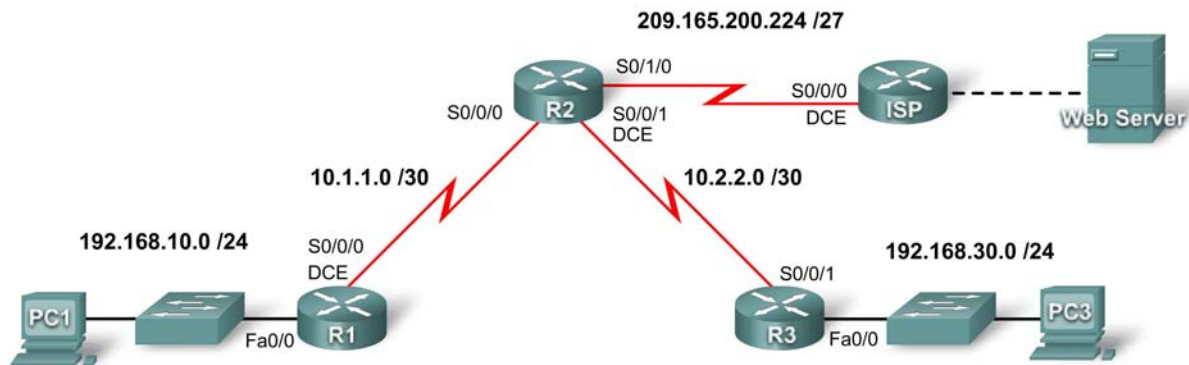 209.165.200.224 /27
S0/1/0
S0/0/0
R2
S0/0/0
ISP
Web Server
S0/0/1
DCE
DCE
10.1.1.0 /30
10.2.2.0 /30
192.168.10.0 /24
S0/0/0
DCE
192.168.30.0 /24
S0/0/1
PC1
Fa0/0
R1
R3
Fa0/0
PC3